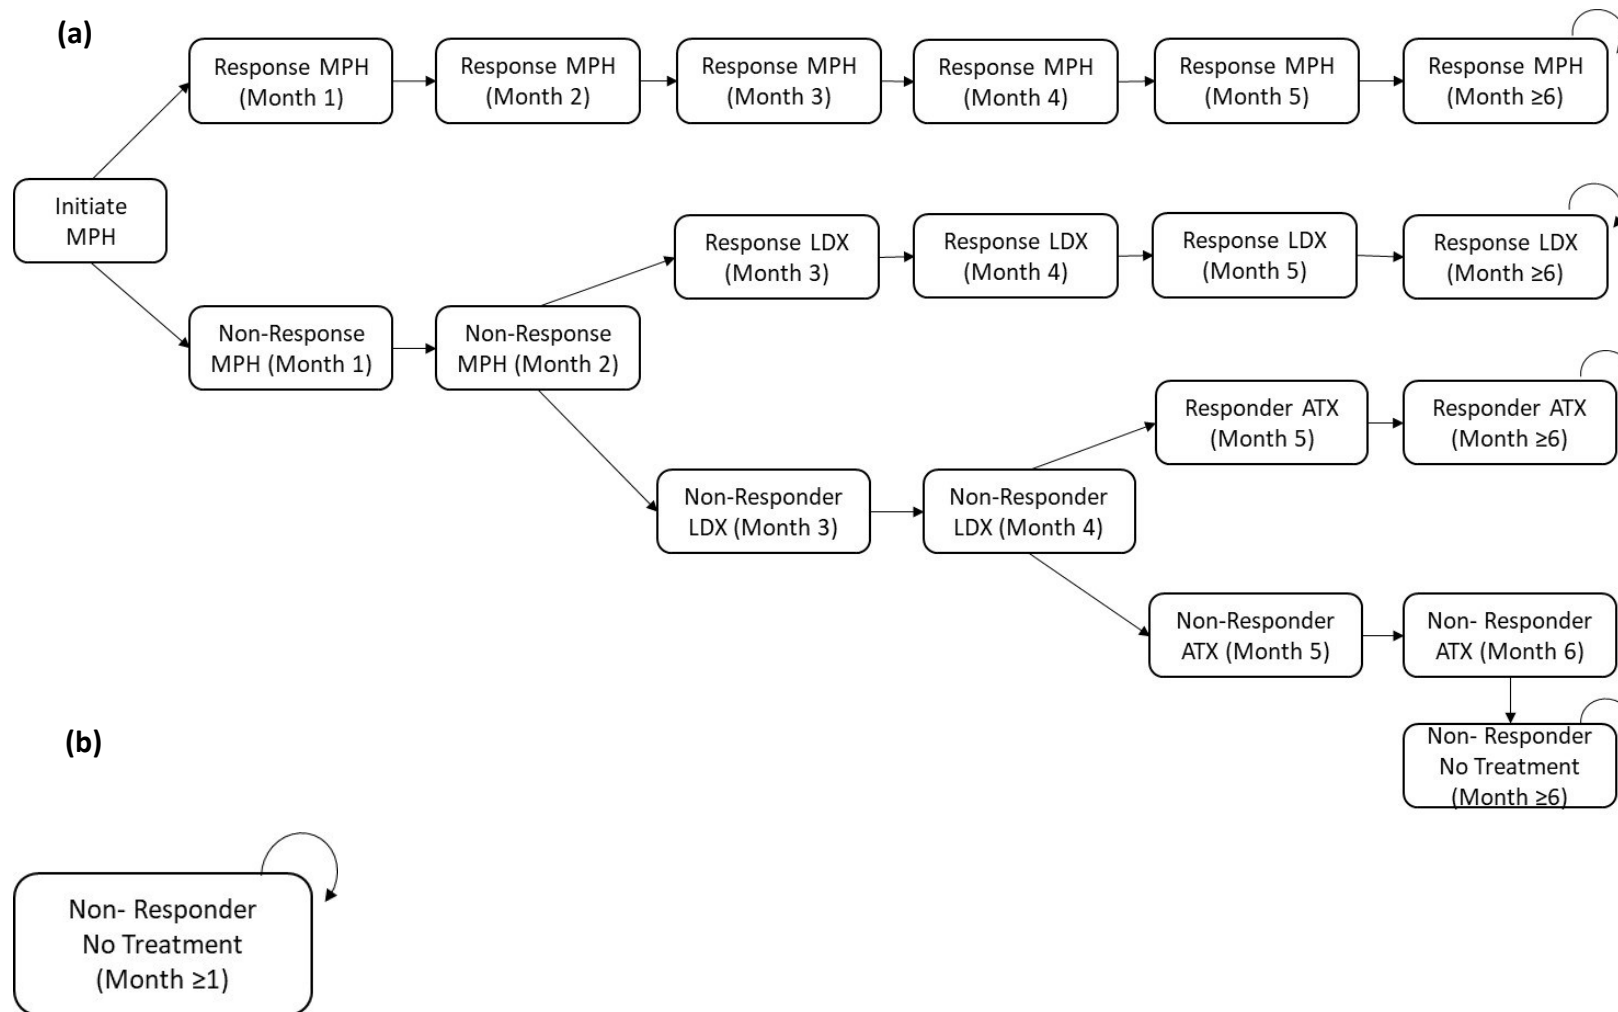 (a)
Response MPH
(Month 1)
Response MPH
(Month 2)
Response MPH
(Month 3)
Response MPH
(Month 4)
Response MPH
(Month 5)
Response MPH
(Month ≥6)
Initiate
MPH
Response LDX
(Month 3)
Response LDX
(Month 4)
Response LDX
(Month 5)
Response LDX
(Month ≥6)
Non-Response
MPH (Month 1)
Non-Response
MPH (Month 2)
Responder ATX
(Month 5)
Responder ATX
(Month ≥6)
Non-Responder
LDX (Month 3)
Non-Responder
LDX (Month 4)
Non-Responder
ATX (Month 5)
Non- Responder
ATX (Month 6)
Non- Responder
No Treatment
(Month ≥6)
(b)
Non- Responder
No Treatment
(Month ≥1)